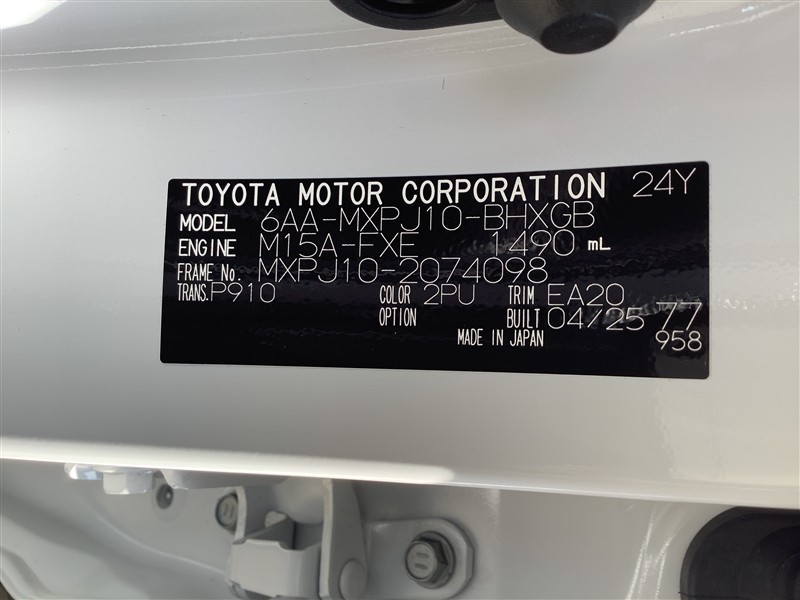 TOYOTA MOTOR CORPORATION 24Y
MODEL 6AA-MXPJ10-BHXGB
ENGINE M15A-FXE 1490 mL
FRAME No. MXPJ10-2074098
TRANS. P910 COLOR 2PU TRIM EA20
OPTION BUILT 04/25 77
MADE IN JAPAN 958